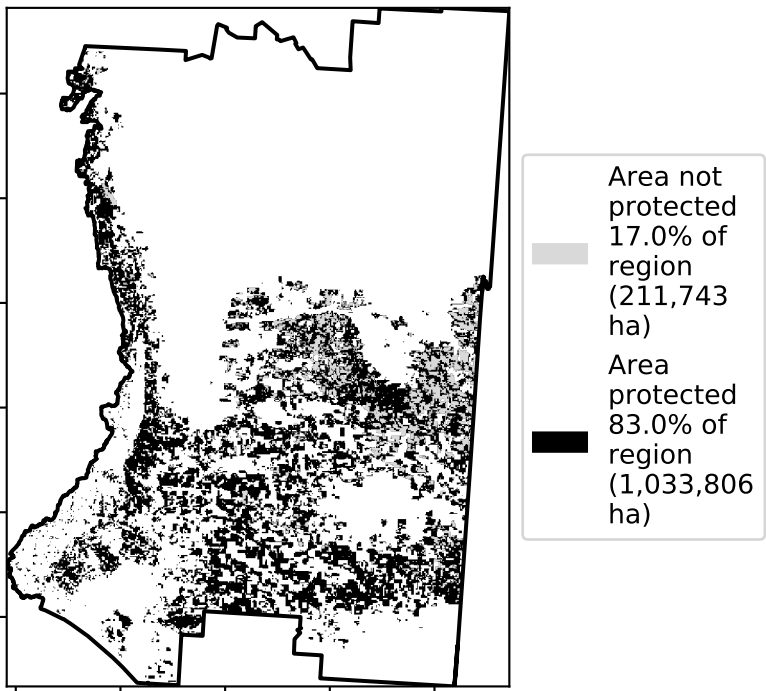 Area not
protected
17.0% of
region
(211,743
ha)
Area
protected
83.0% of
region
(1,033,806
ha)